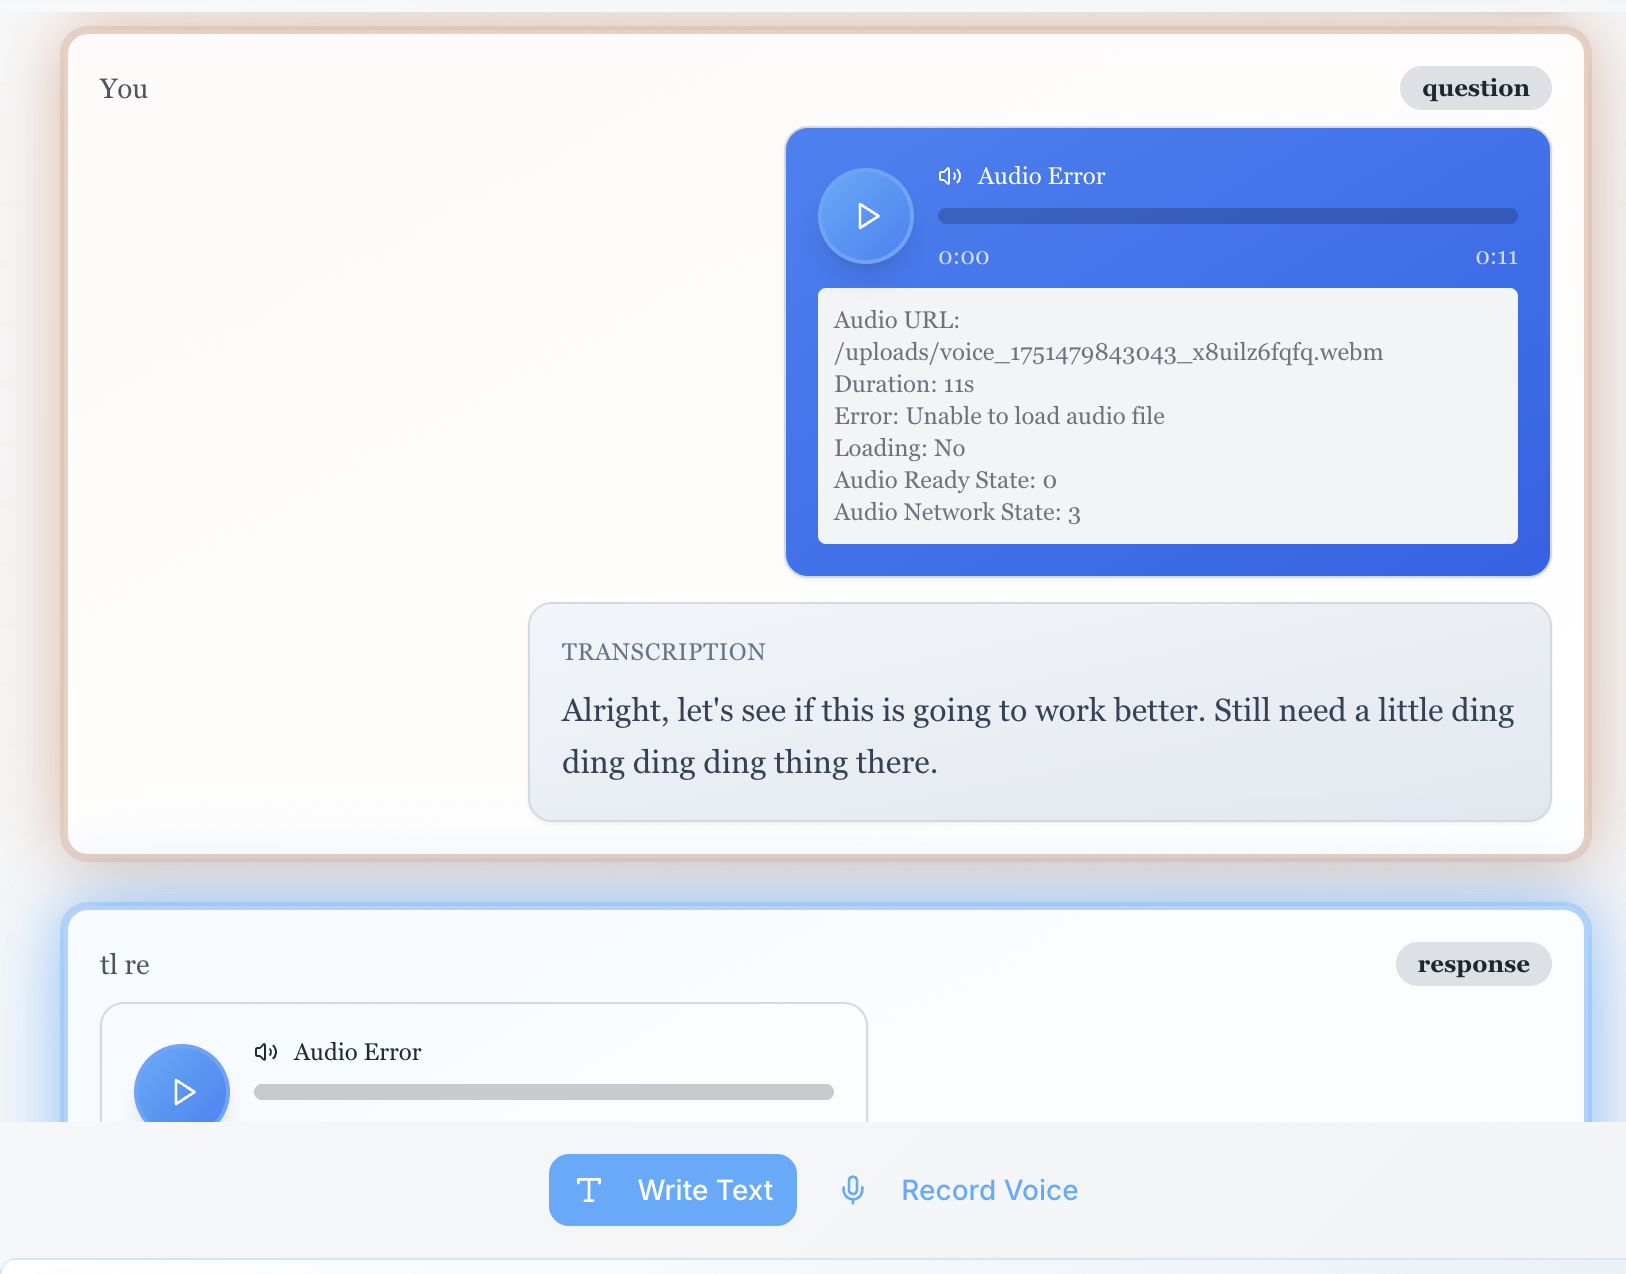 You
question
Audio Error
0:00
0:11
Audio URL:
/uploads/voice_1751479843043_x8uilz6fqfq.webm
Duration: 11s
Error: Unable to load audio file
Loading: No
Audio Ready State: 0
Audio Network State: 3
TRANSCRIPTION
Alright, let's see if this is going to work better. Still need a little ding
ding ding ding thing there.
tl re
response
Audio Error
Write Text
Record Voice